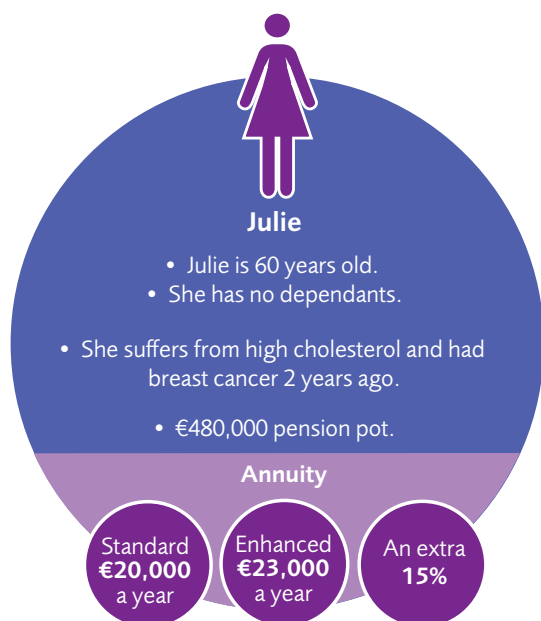 Julie
• Julie is 60 years old.
• She has no dependants.
• She suffers from high cholesterol and had
breast cancer 2 years ago.
• €480,000 pension pot.
Annuity
Standard
€20,000
a year
Enhanced
€23,000
a year
An extra
15%